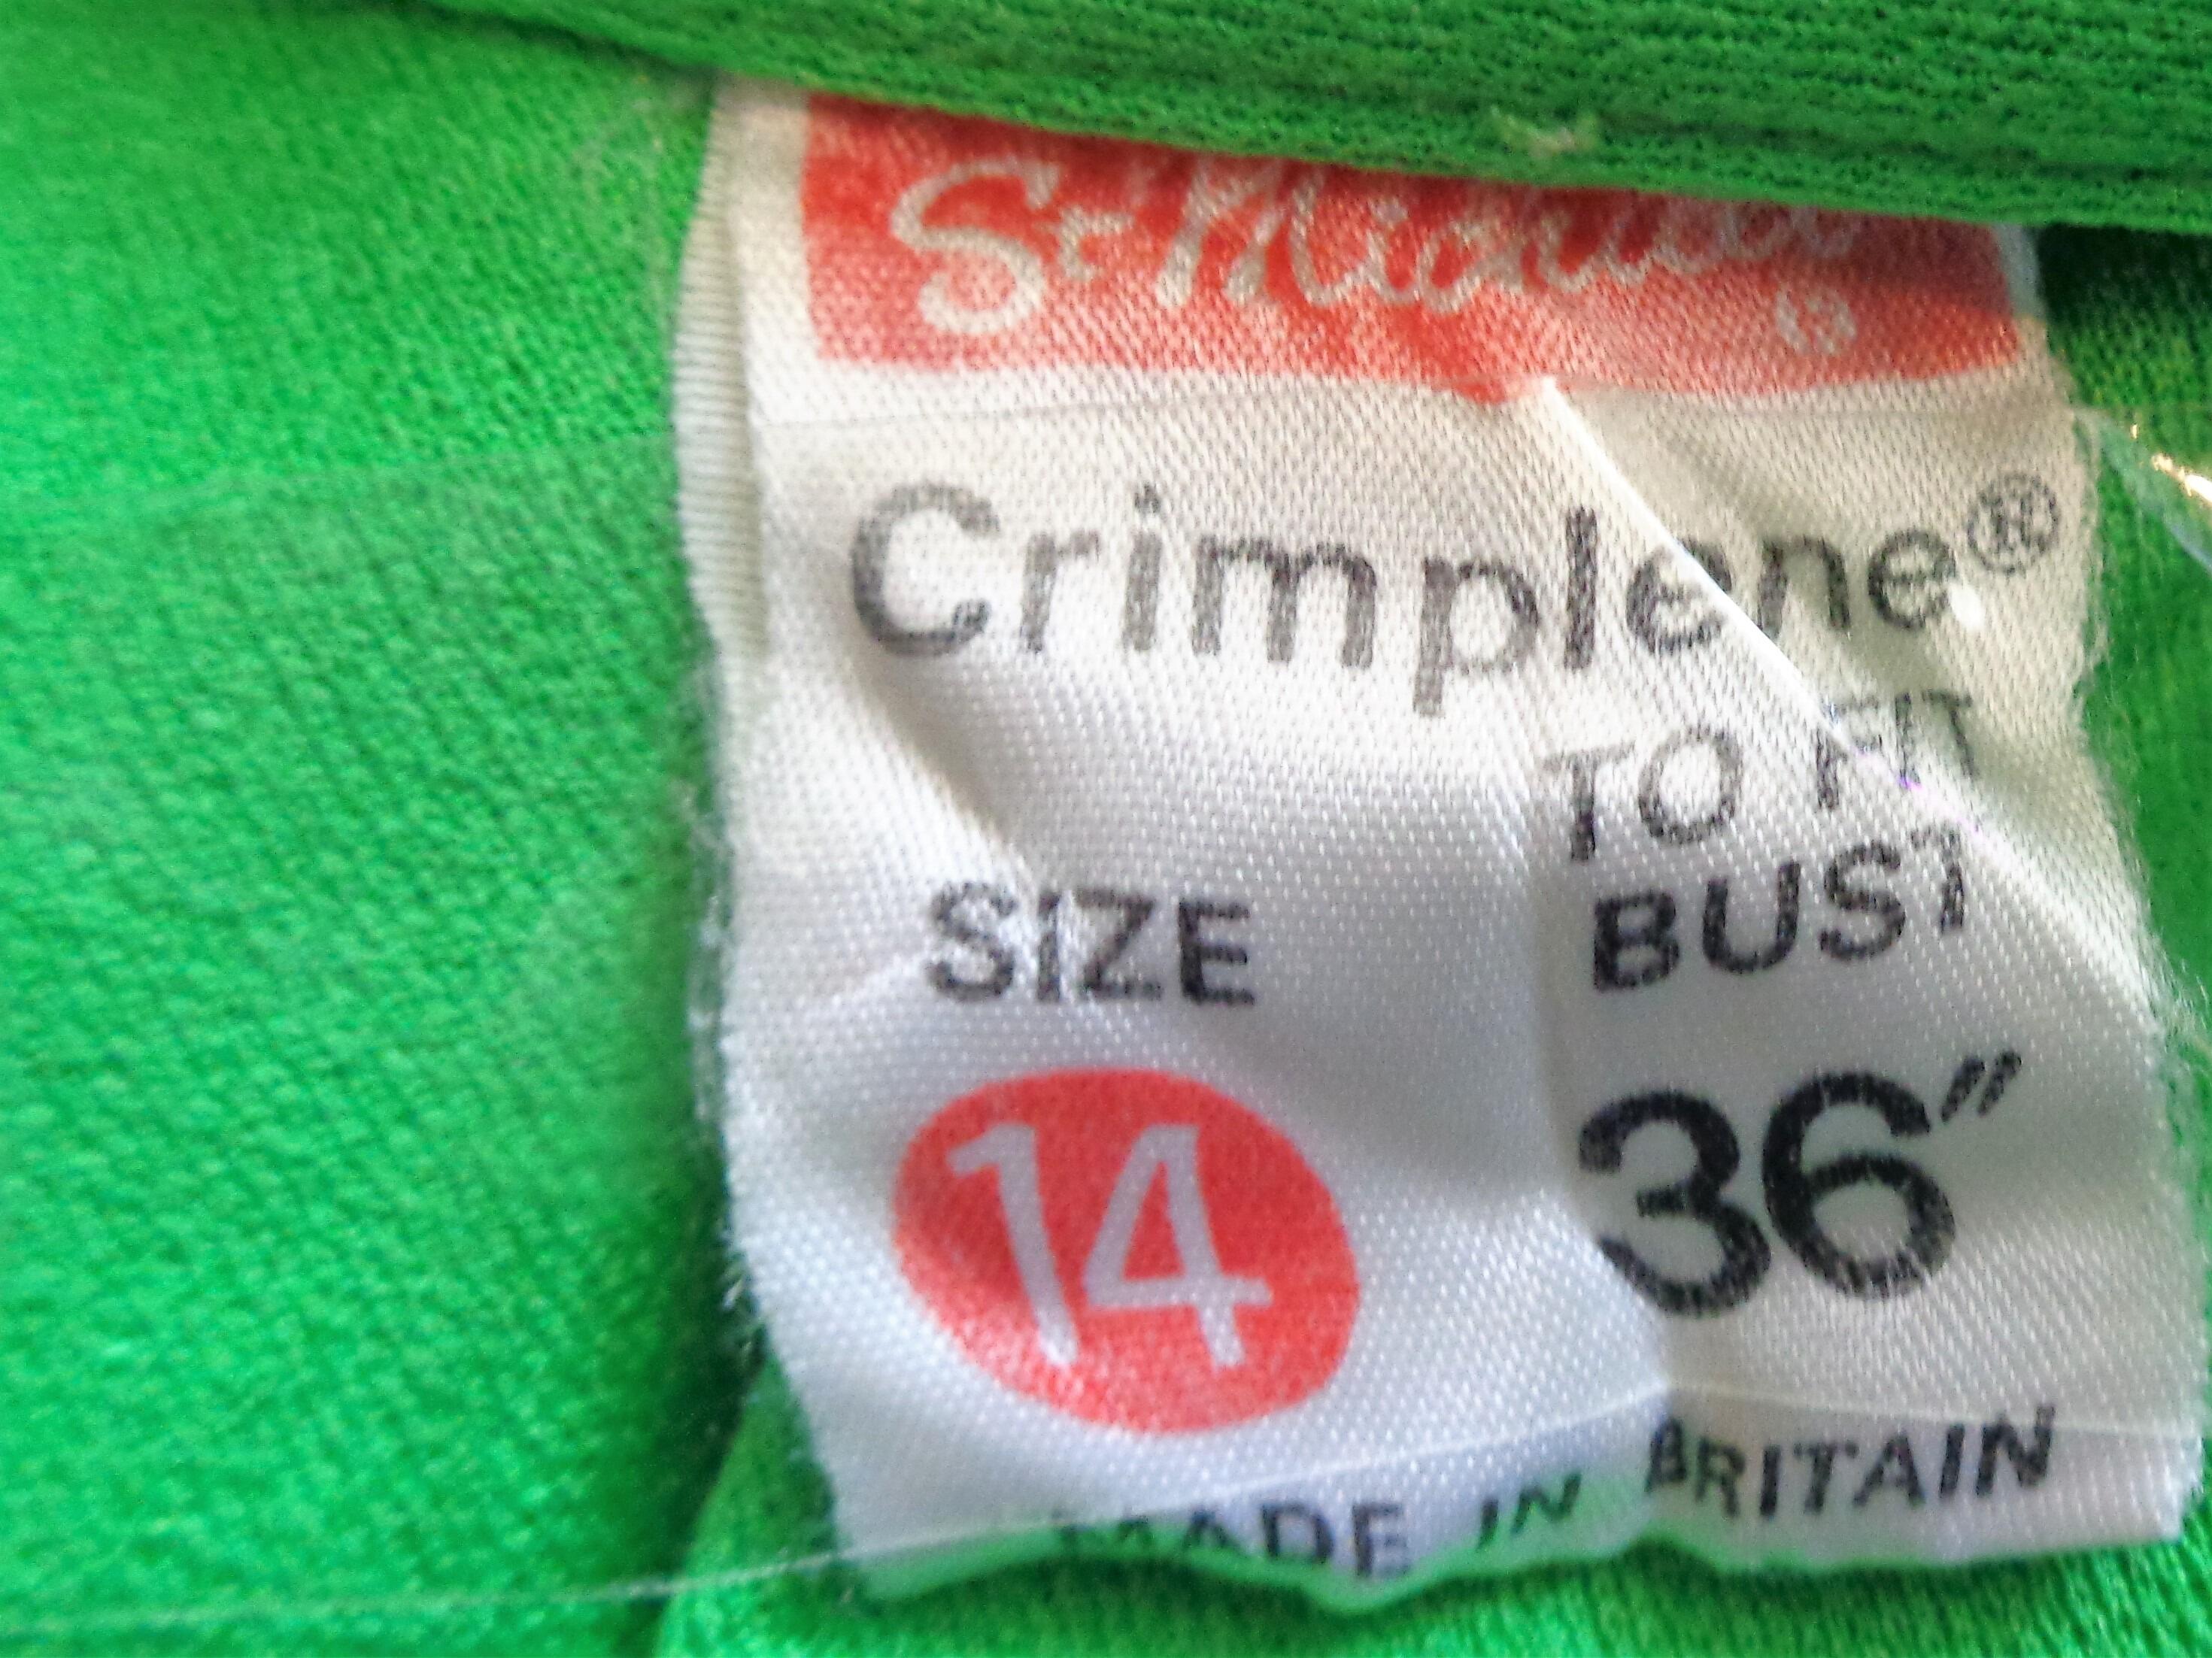 St Michael®
Crimplene®
TO FIT
BUST
SIZE
14
36"
MADE IN BRITAIN